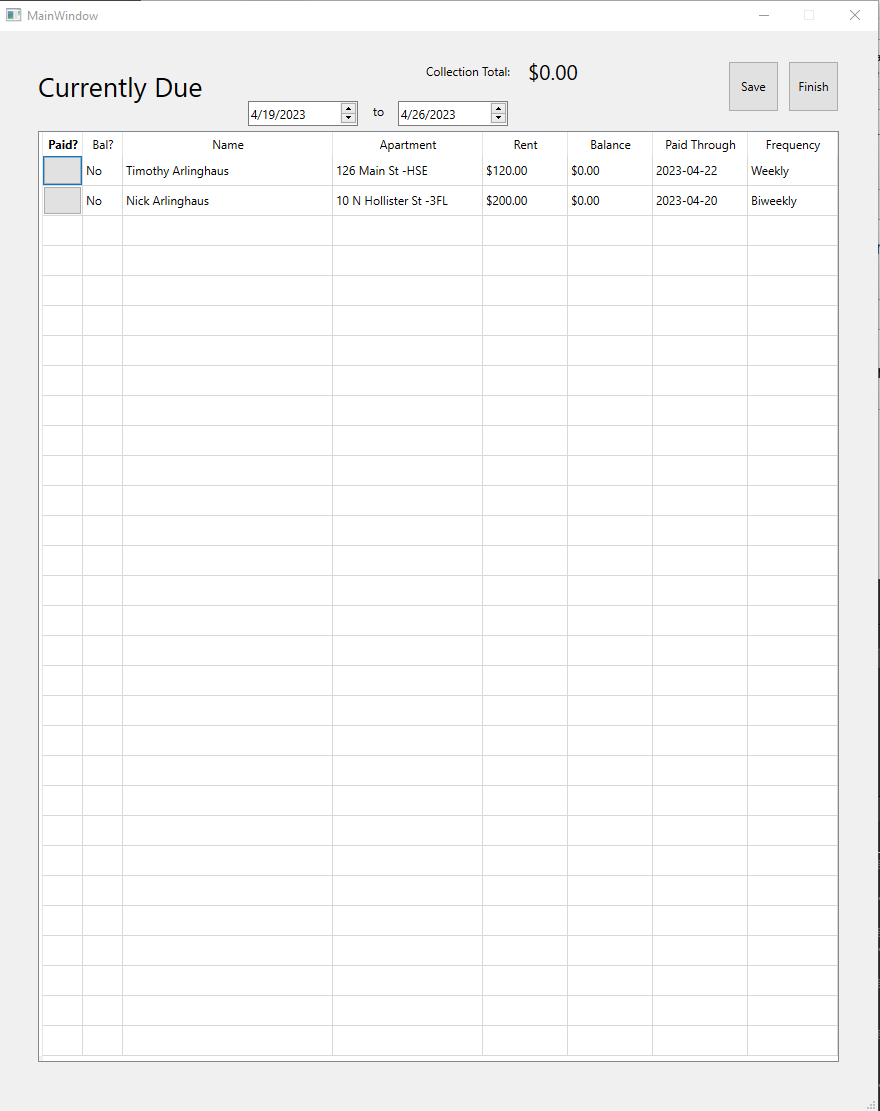 MainWindow
Currently Due
Collection Total: $0.00
Save Finish
4/19/2023 to 4/26/2023
Paid? Bal? Name Apartment Rent Balance Paid Through Frequency
No Timothy Arlinghaus 126 Main St -HSE $120.00 $0.00 2023-04-22 Weekly
No Nick Arlinghaus 10 N Hollister St -3FL $200.00 $0.00 2023-04-20 Biweekly